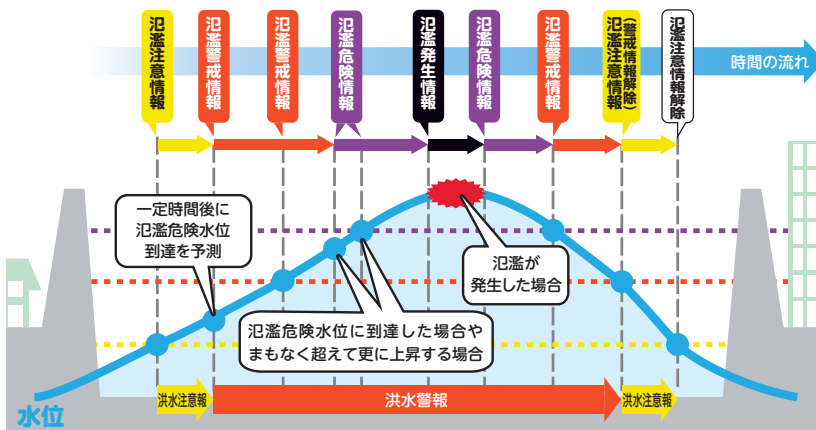 氾濫注意情報
氾濫警戒情報
氾濫警戒情報
氾濫危険情報
氾濫発生情報
氾濫危険情報
氾濫警戒情報
氾濫注意情報
(警戒情報解除)
氾濫注意情報解除
時間の流れ
一定時間後に
氾濫危険水位
到達を予測
氾濫が
発生した場合
氾濫危険水位に到達した場合や
まもなく超えて更に上昇する場合
洪水注意報
洪水警報
洪水注意報
水位